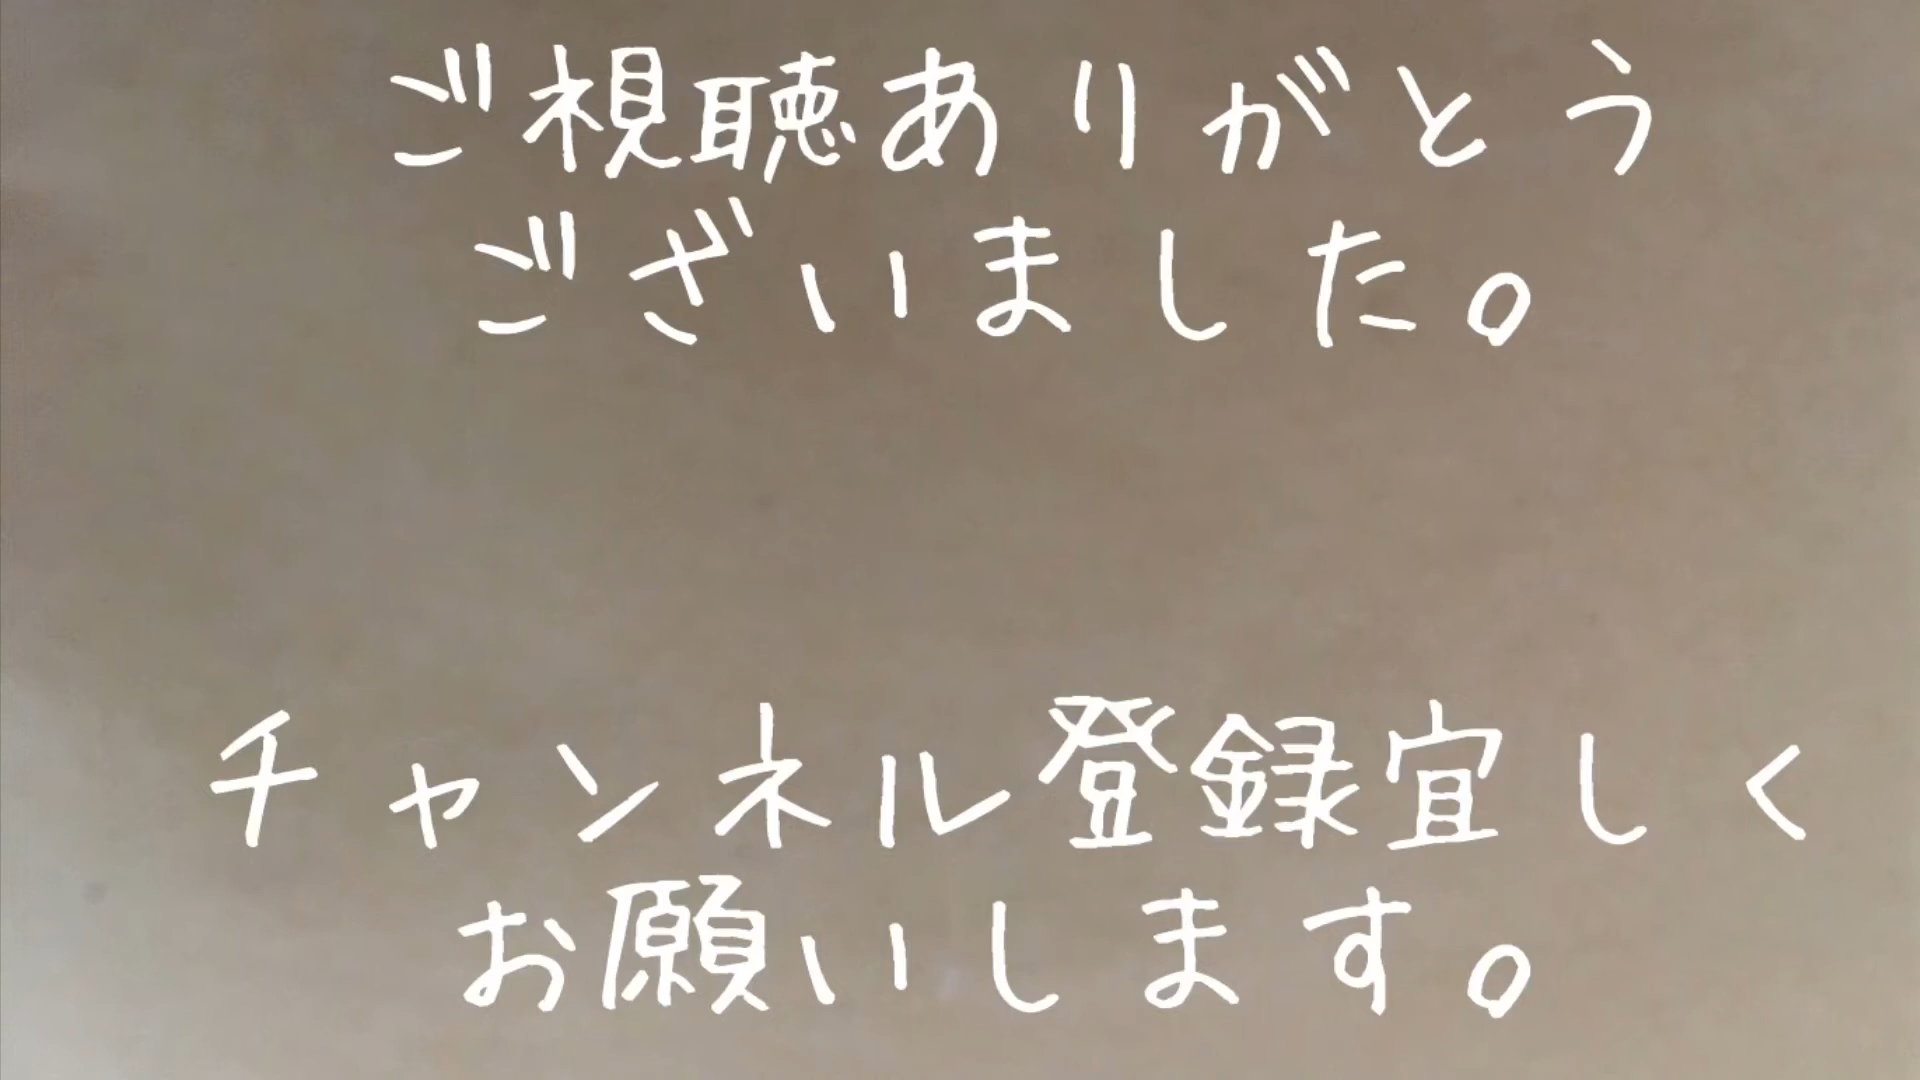 ご視聴ありがとう
ございました。
チャンネル登録宜しく
お願いします。